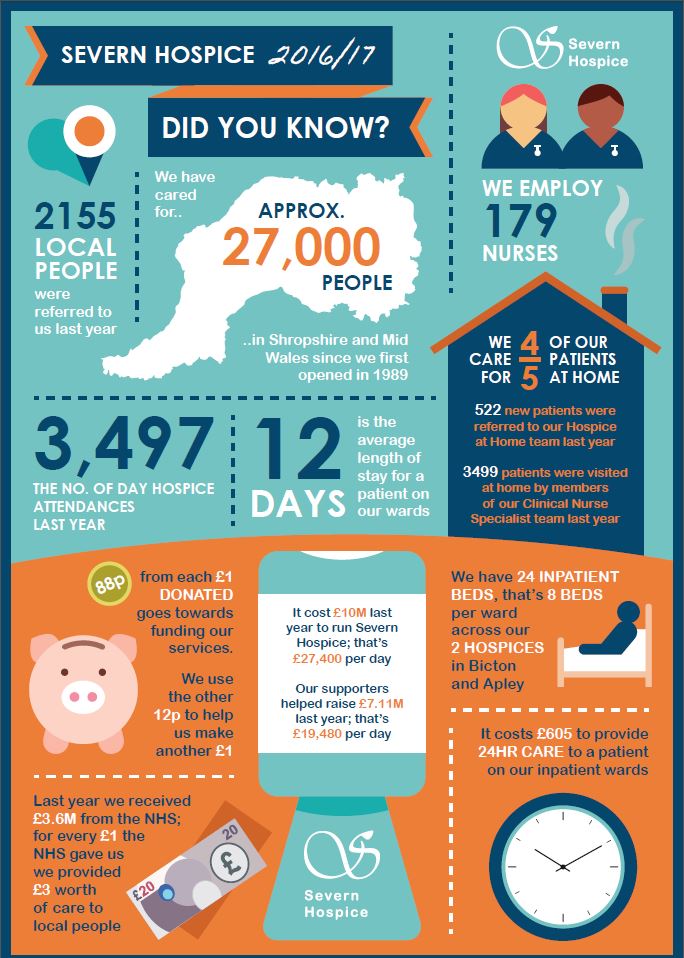 SEVERN HOSPICE 2016/17
Severn
Hospice
DID YOU KNOW?
2155
LOCAL
PEOPLE
were
referred to
us last year
We have
cared
for..
APPROX.
27,000
PEOPLE
..in Shropshire and Mid
Wales since we first
opened in 1989
WE EMPLOY
179
NURSES
WE CARE FOR 4/5 OF OUR PATIENTS AT HOME
522 new patients were
referred to our Hospice
at Home team last year
3499 patients were visited
at home by members
of our Clinical Nurse
Specialist team last year
3,497
THE NO. OF DAY HOSPICE
ATTENDANCES
LAST YEAR
12
DAYS
is the
average
length of
stay for a
patient on
our wards
88p
from each £1
DONATED
goes towards
funding our
services.
We use
the other
12p to help
us make
another £1
It cost £10M last
year to run Severn
Hospice; that's
£27,400 per day
Our supporters
helped raise £7.11M
last year; that's
£19,480 per day
We have 24 INPATIENT
BEDS, that's 8 BEDS
per ward
across our
2 HOSPICES
in Bicton
and Apley
It costs £605 to provide
24HR CARE to a patient
on our inpatient wards
Last year we received
£3.6M from the NHS;
for every £1 the
NHS gave us
we provided
£3 worth
of care to
local people
20
£
£20
Severn
Hospice